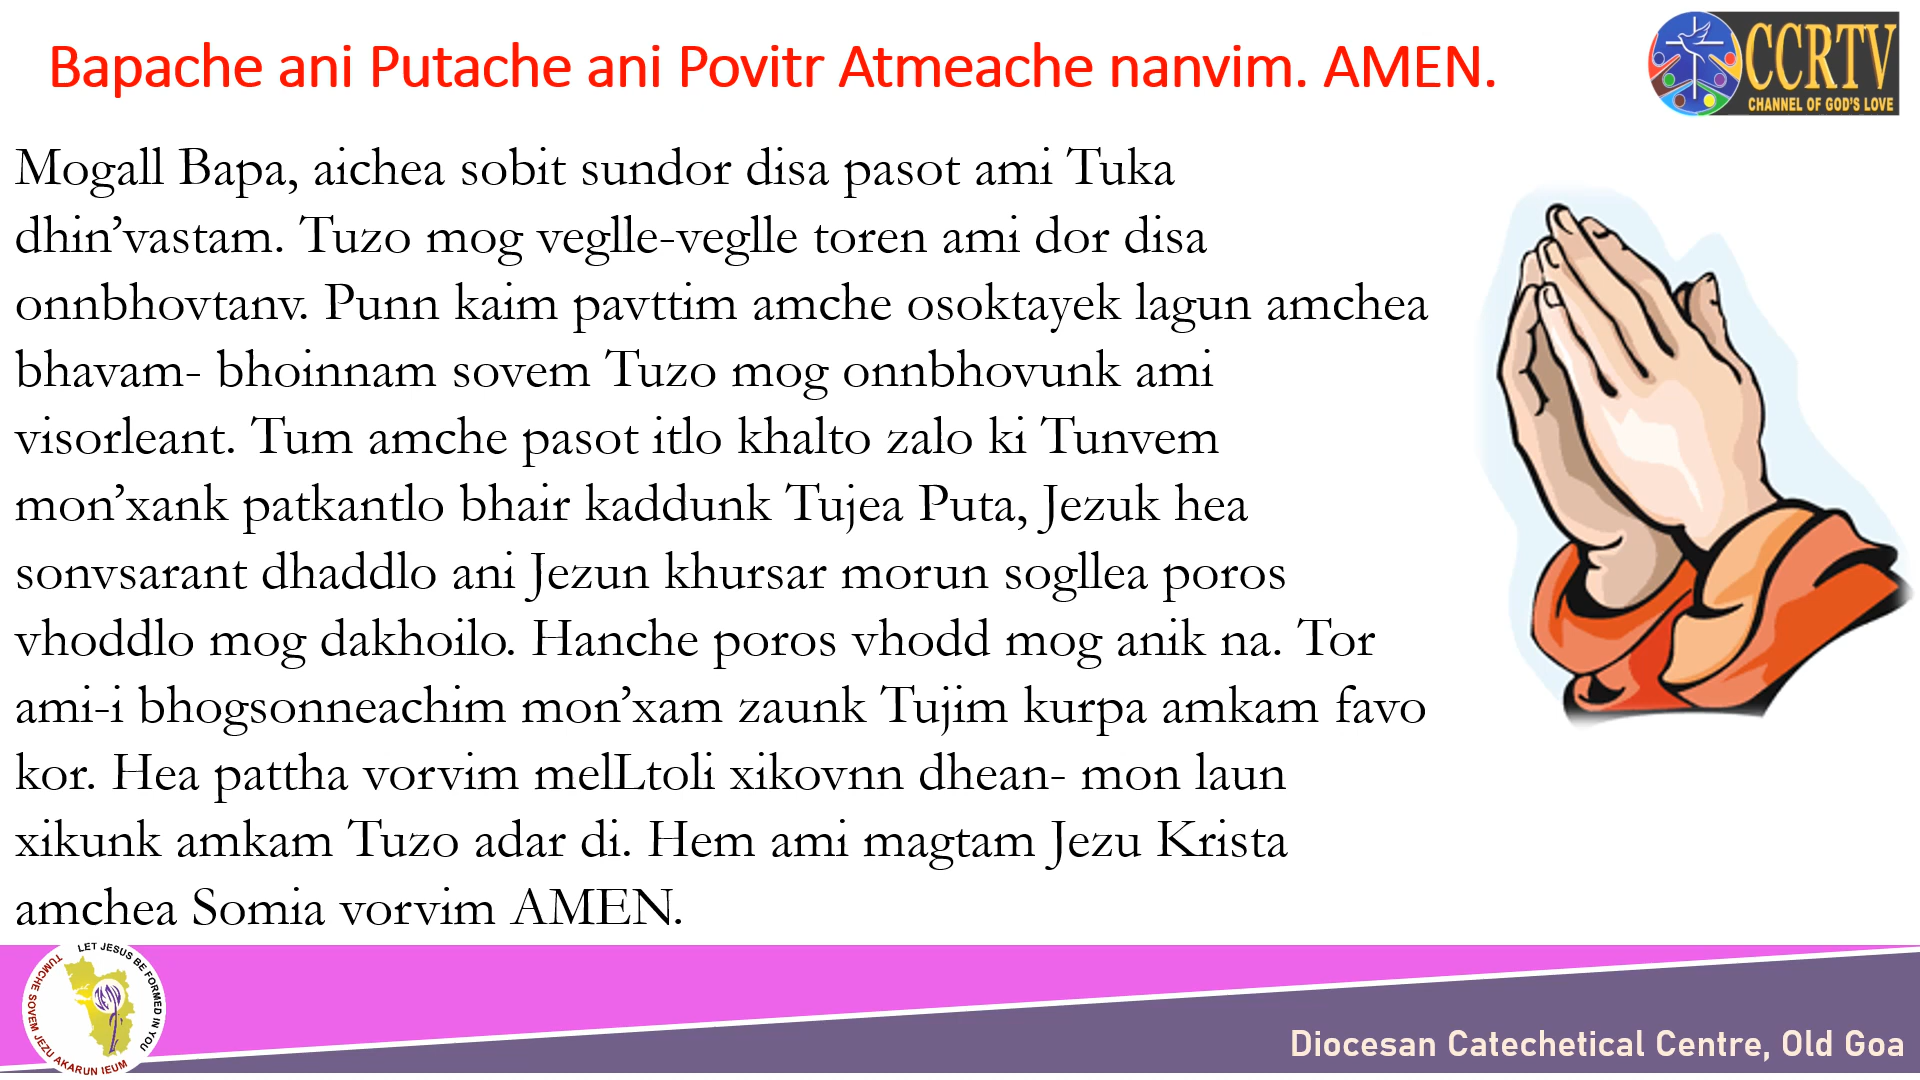 Bapache ani Putache ani Povitr Atmeache nanvim. AMEN.
CCRTV
CHANNEL OF GOD'S LOVE
Mogall Bapa, aichea sobit sundor disa pasot ami Tuka
dhin’vastam. Tuzo mog veglle-veglle toren ami dor disa
onnbhovtanv. Punn kaim pavttim amche osoktayek lagun amchea
bhavam- bhoinnam sovem Tuzo mog onnbhovunk ami
visorleant. Tum amche pasot itlo khalto zalo ki Tunvem
mon’xank patkantlo bhair kaddunk Tujea Puta, Jezuk hea
sonvsarant dhaddlo ani Jezun khursar morun sogllea poros
vhoddlo mog dakhoilo. Hanche poros vhodd mog anik na. Tor
ami-i bhogsonneachim mon’xam zaunk Tujim kurpa amkam favo
kor. Hea pattha vorvim melLtoli xikovnn dhean- mon laun
xikunk amkam Tuzo adar di. Hem ami magtam Jezu Krista
amchea Somia vorvim AMEN.
LET JESUS BE FORMED IN YOU
TUMCHE SOVEM JEZU AKARUN IEUM
Diocesan Catechetical Centre, Old Goa